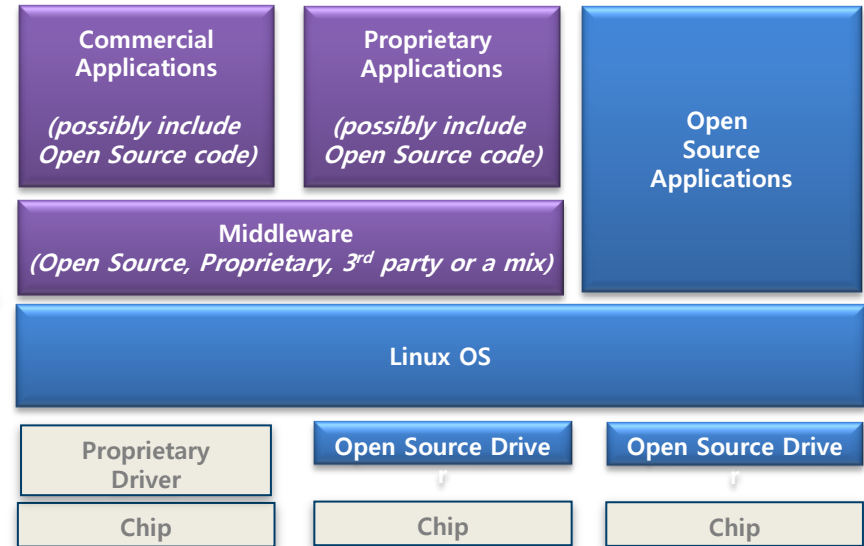 Commercial
Applications
(possibly include
Open Source code)
Proprietary
Applications
(possibly include
Open Source code)
Open
Source
Applications
Middleware
(Open Source, Proprietary, 3rd party or a mix)
Linux OS
Proprietary
Driver
Open Source Drive
r
Open Source Drive
r
Chip
Chip
Chip